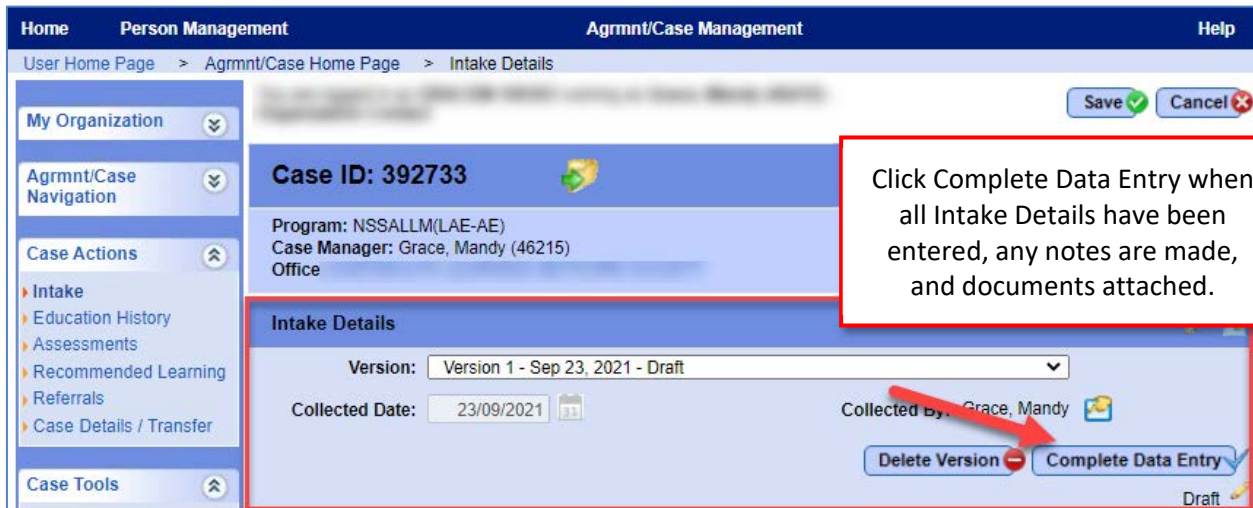 Home Person Management Agrmnt/Case Management Help
User Home Page > Agrmnt/Case Home Page > Intake Details
Save Cancel
My Organization
Agrmnt/Case
Navigation
Case ID: 392733
Click Complete Data Entry when
all Intake Details have been
entered, any notes are made,
and documents attached.
Program: NSSALLM(LAE-AE)
Case Manager: Grace, Mandy (46215)
Office
Case Actions
Intake
Education History
Assessments
Recommended Learning
Referrals
Case Details / Transfer
Intake Details
Version: Version 1 - Sep 23, 2021 - Draft
Collected Date: 23/09/2021
Collected By: Grace, Mandy
Delete Version Complete Data Entry
Draft
Case Tools